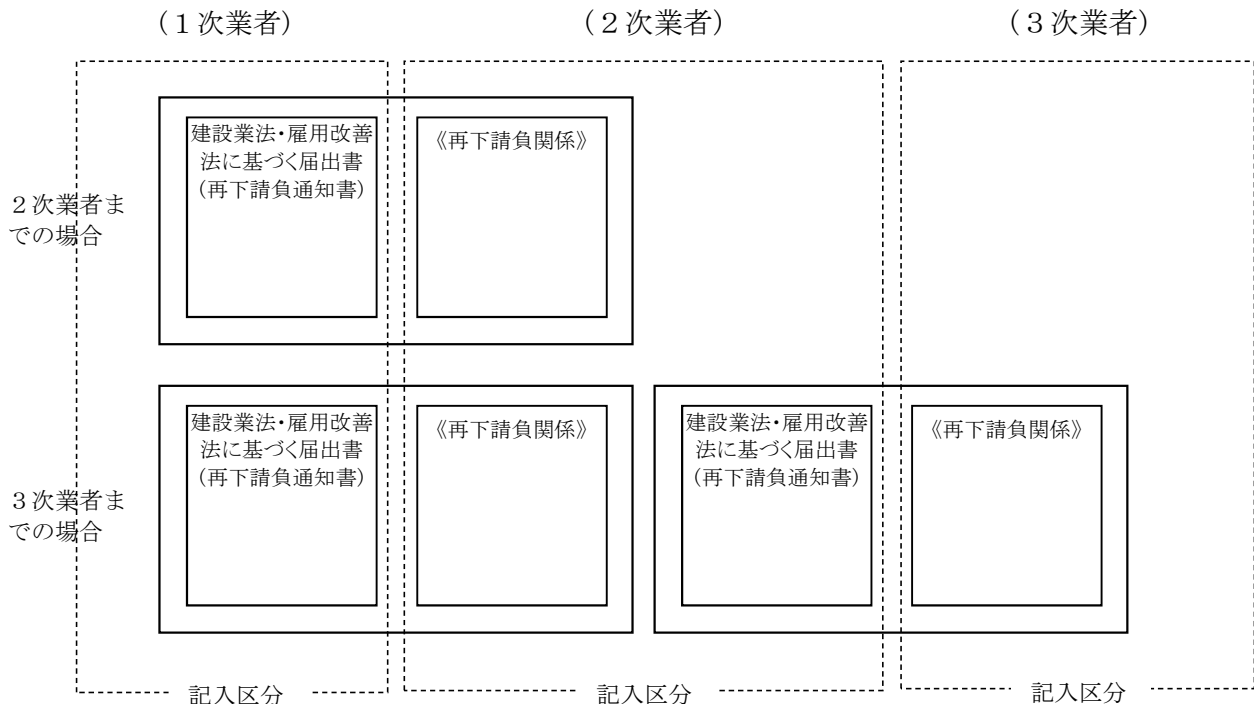 （１次業者）
（２次業者）
（３次業者）
２次業者ま
での場合
建設業法・雇用改善
法に基づく届出書
（再下請負通知書）
《再下請負関係》
３次業者ま
での場合
建設業法・雇用改善
法に基づく届出書
（再下請負通知書）
《再下請負関係》
建設業法・雇用改善
法に基づく届出書
（再下請負通知書）
《再下請負関係》
記入区分
記入区分
記入区分